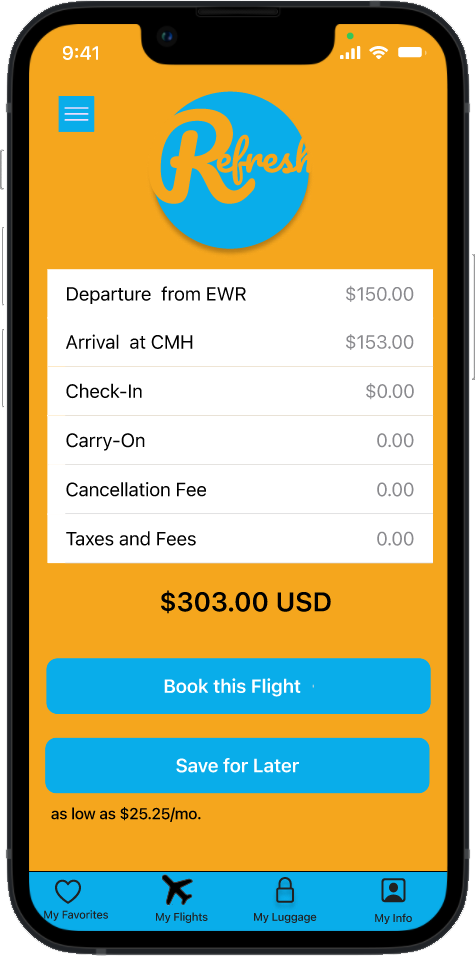 9:41
Refresh
Departure  from EWR $150.00
Arrival  at CMH $153.00
Check-In $0.00
Carry-On 0.00
Cancellation Fee 0.00
Taxes and Fees 0.00
$303.00 USD
Book this Flight
Save for Later
as low as $25.25/mo.
My Favorites My Flights My Luggage My Info